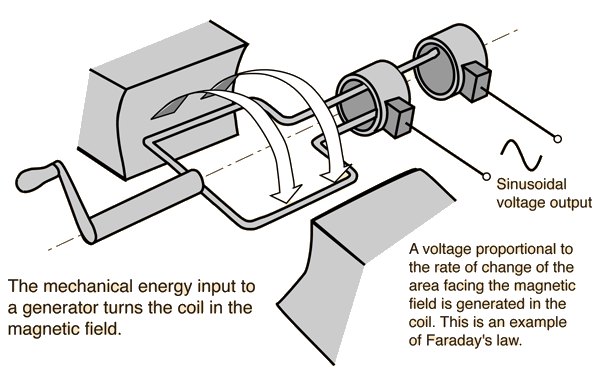 Sinusoidal
voltage output
The mechanical energy input to
a generator turns the coil in the
magnetic field.
A voltage proportional to
the rate of change of the
area facing the magnetic
field is generated in the
coil. This is an example
of Faraday's law.